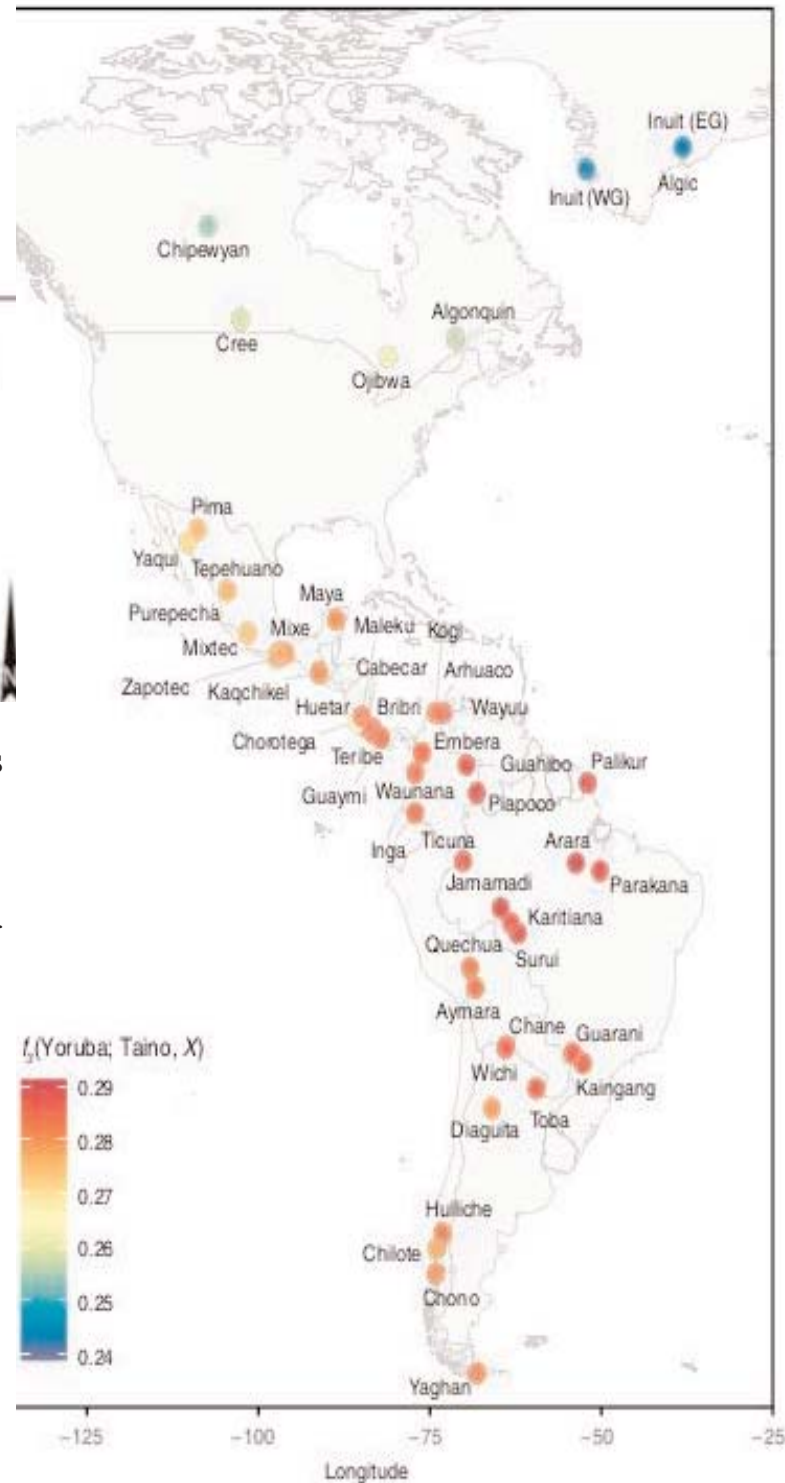 Inuit (EG)
Inuit (WG)
Algic
Chipewyan
Algonquin
Cree
Ojibwa
Pima
Yaqui
Tepehuano
Maya
Purepecha
Mixe
Maleku
Kogi
Mixtec
Cabecar
Arhuaco
Zapotec
Kaqchikel
Huetar
Bribri
Wayuu
Chorotega
Teribe
Embera
Guahibo
Palikur
Guaymi
Waunana
Piapoco
Inga
Ticuna
Arara
Jamamadi
Parakana
Karitiana
Quechua
Surui
Aymara
Chane
Guarani
f3(Yoruba; Taino, X)
Wichi
Kaingang
0.29
Toba
Diaguita
0.28
0.27
Hulliche
0.26
Chilote
0.25
Chono
0.24
Yaghan
−125 −100 −75 −50 −25
Longitude